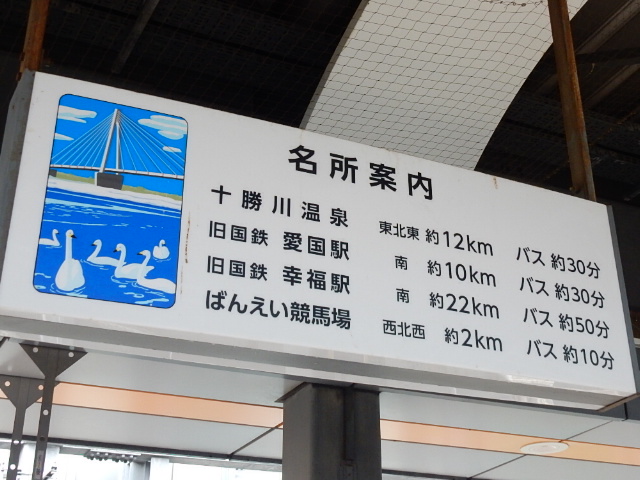 名所案内
十勝川温泉 東北東 約12km バス 約30分
旧国鉄 愛国駅 南 約10km バス 約30分
旧国鉄 幸福駅 南 約22km バス 約50分
ばんえい競馬場 西北西 約2km バス 約10分